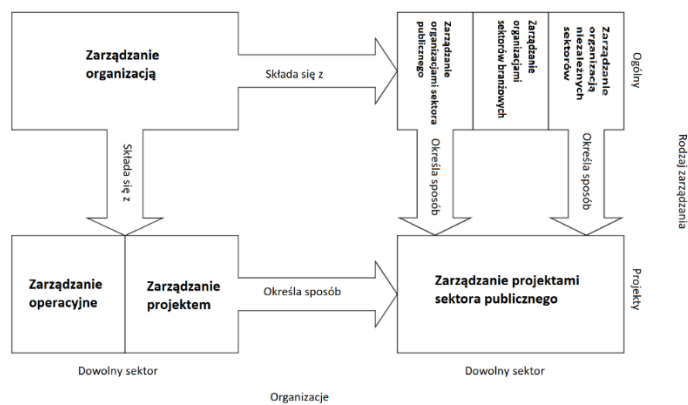 Zarządzanie
organizacją
Składa się z
Zarządzanie
organizacjami sektora
publicznego
Zarządzanie
organizacjami
sektorów branżowych
Zarządzanie
organizacją
niezależnych
sektorów
Ogólny
Rodzaj zarządzania
Składa się z
Określa sposób
Określa sposób
Zarządzanie
operacyjne
Zarządzanie
projektem
Określa sposób
Zarządzanie projektami
sektora publicznego
Projekty
Dowolny sektor
Dowolny sektor
Organizacje